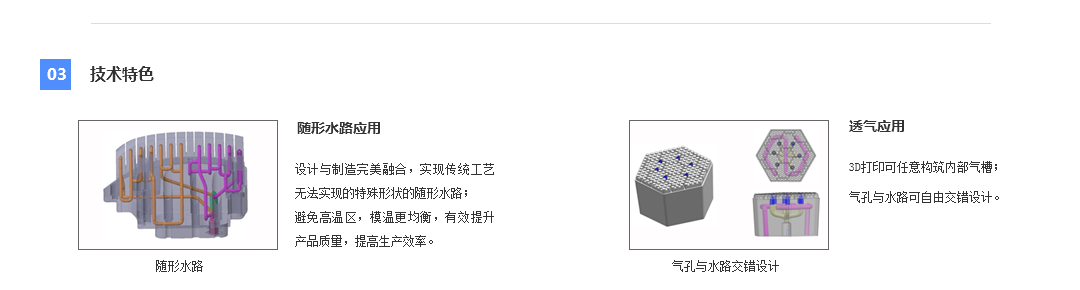 03 技术特色
随形水路应用
设计与制造完美融合，实现传统工艺
无法实现的特殊形状的随形水路；
避免高温区，模温更均衡，有效提升
产品质量，提高生产效率。
随形水路
透气应用
3D打印可任意构筑内部气槽；
气孔与水路可自由交错设计。
气孔与水路交错设计